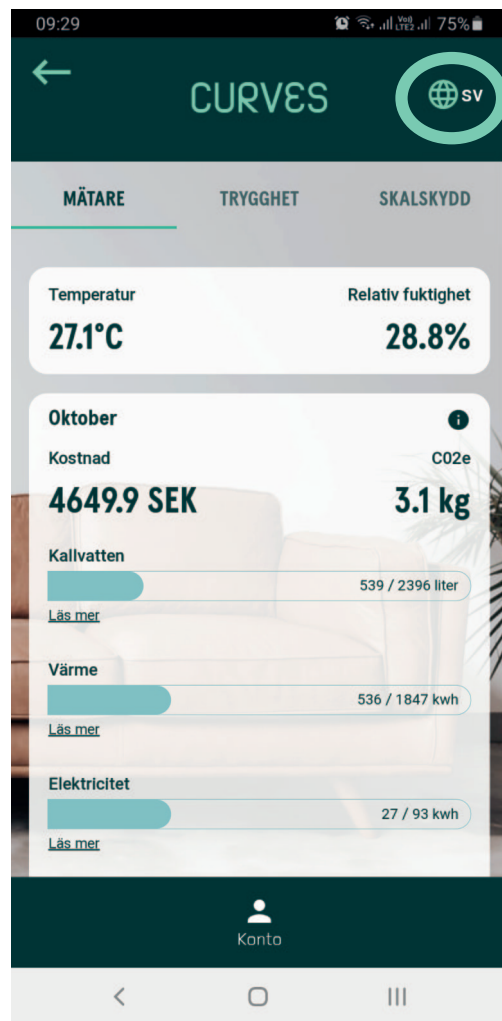 09:29
Vo)) LTE2 75%
CURVES
SV
MÄTARE TRYGGHET SKALSKYDD
Temperatur Relativ fuktighet
27.1°C 28.8%
Oktober
Kostnad C02e
4649.9 SEK 3.1 kg
Kallvatten
539 / 2396 liter
Läs mer
Värme
536 / 1847 kwh
Läs mer
Elektricitet
27 / 93 kwh
Läs mer
Konto